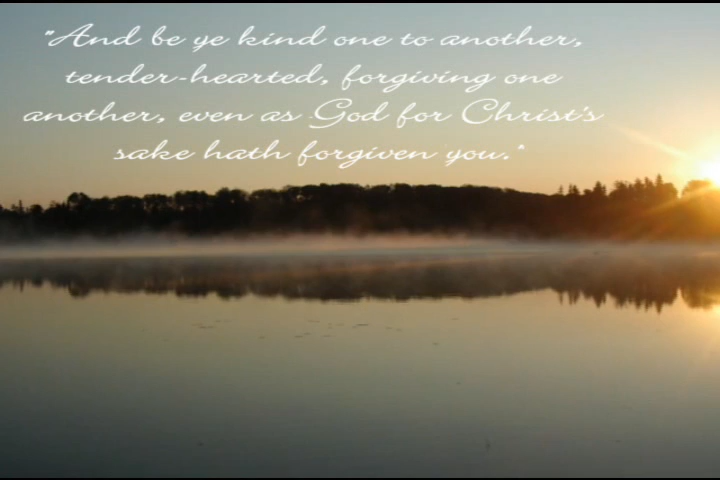 "And be ye kind one to another,
tender-hearted, forgiving one
another, even as God for Christ's
sake hath forgiven you."